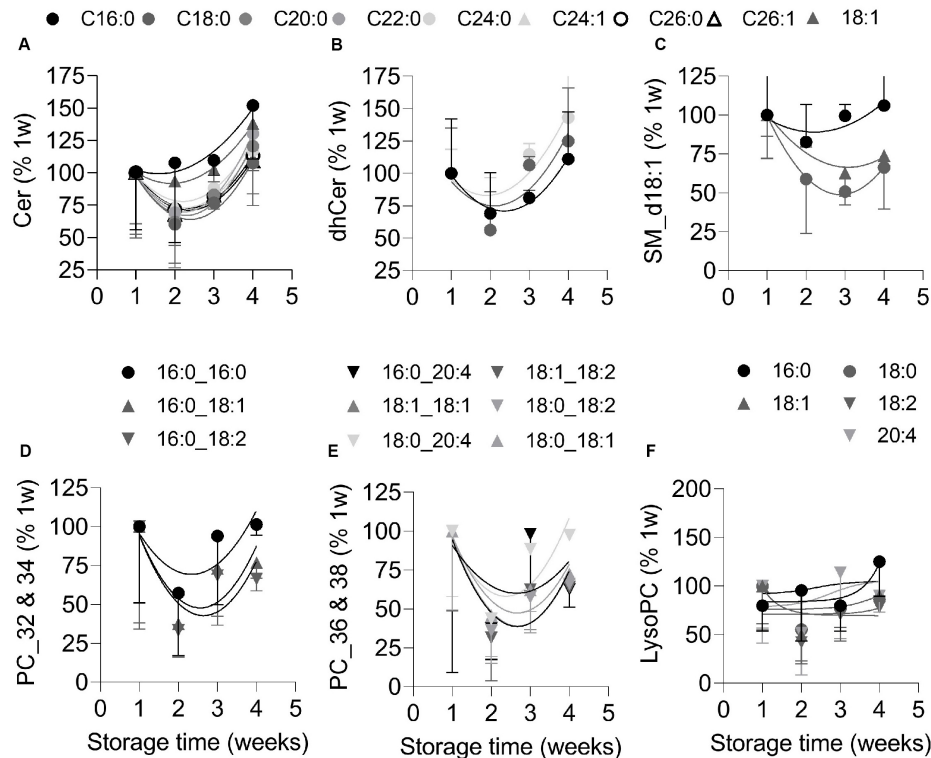 C16:0 C18:0 C20:0 C22:0 C24:0 C24:1 C26:0 C26:1 18:1
A B C
175 150 125 100 75 50 25
Cer (% 1w)
0 1 2 3 4 5
175 150 125 100 75 50 25
dhCer (% 1w)
0 1 2 3 4 5
125 100 75 50 25 0
SM_d18:1 (% 1w)
0 1 2 3 4 5
16:0_16:0
16:0_18:1
16:0_18:2
16:0_20:4 18:1_18:2
18:1_18:1 18:0_18:2
18:0_20:4 18:0_18:1
16:0 18:0
18:1 18:2
20:4
D E F
125 100 75 50 25 0
PC_32 & 34 (% 1w)
0 1 2 3 4 5
Storage time (weeks)
125 100 75 50 25 0
PC_36 & 38 (% 1w)
0 1 2 3 4 5
Storage time (weeks)
200 150 100 50 0
LysoPC (% 1w)
0 1 2 3 4 5
Storage time (weeks)